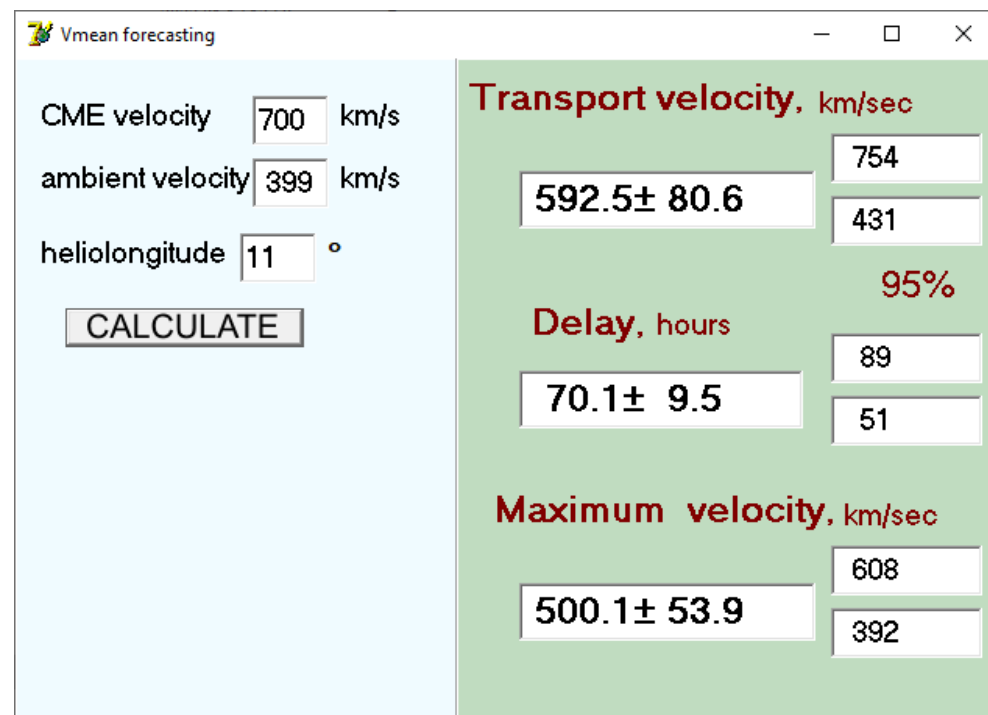 Vmean forecasting
CME velocity 700 km/s
ambient velocity 399 km/s
heliolongitude 11 °
CALCULATE
Transport velocity, km/sec
754
592.5± 80.6
431
95%
Delay, hours
89
70.1± 9.5
51
Maximum velocity, km/sec
608
500.1± 53.9
392